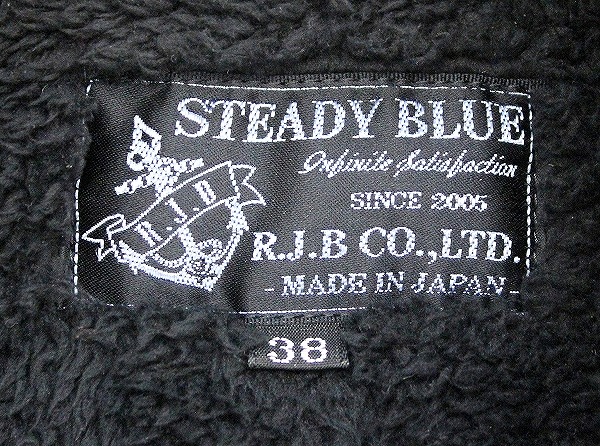 STEADY BLUE
Infinite Satisfaction
SINCE 2005
R.J.B
R.J.B CO.,LTD.
- MADE IN JAPAN -
38